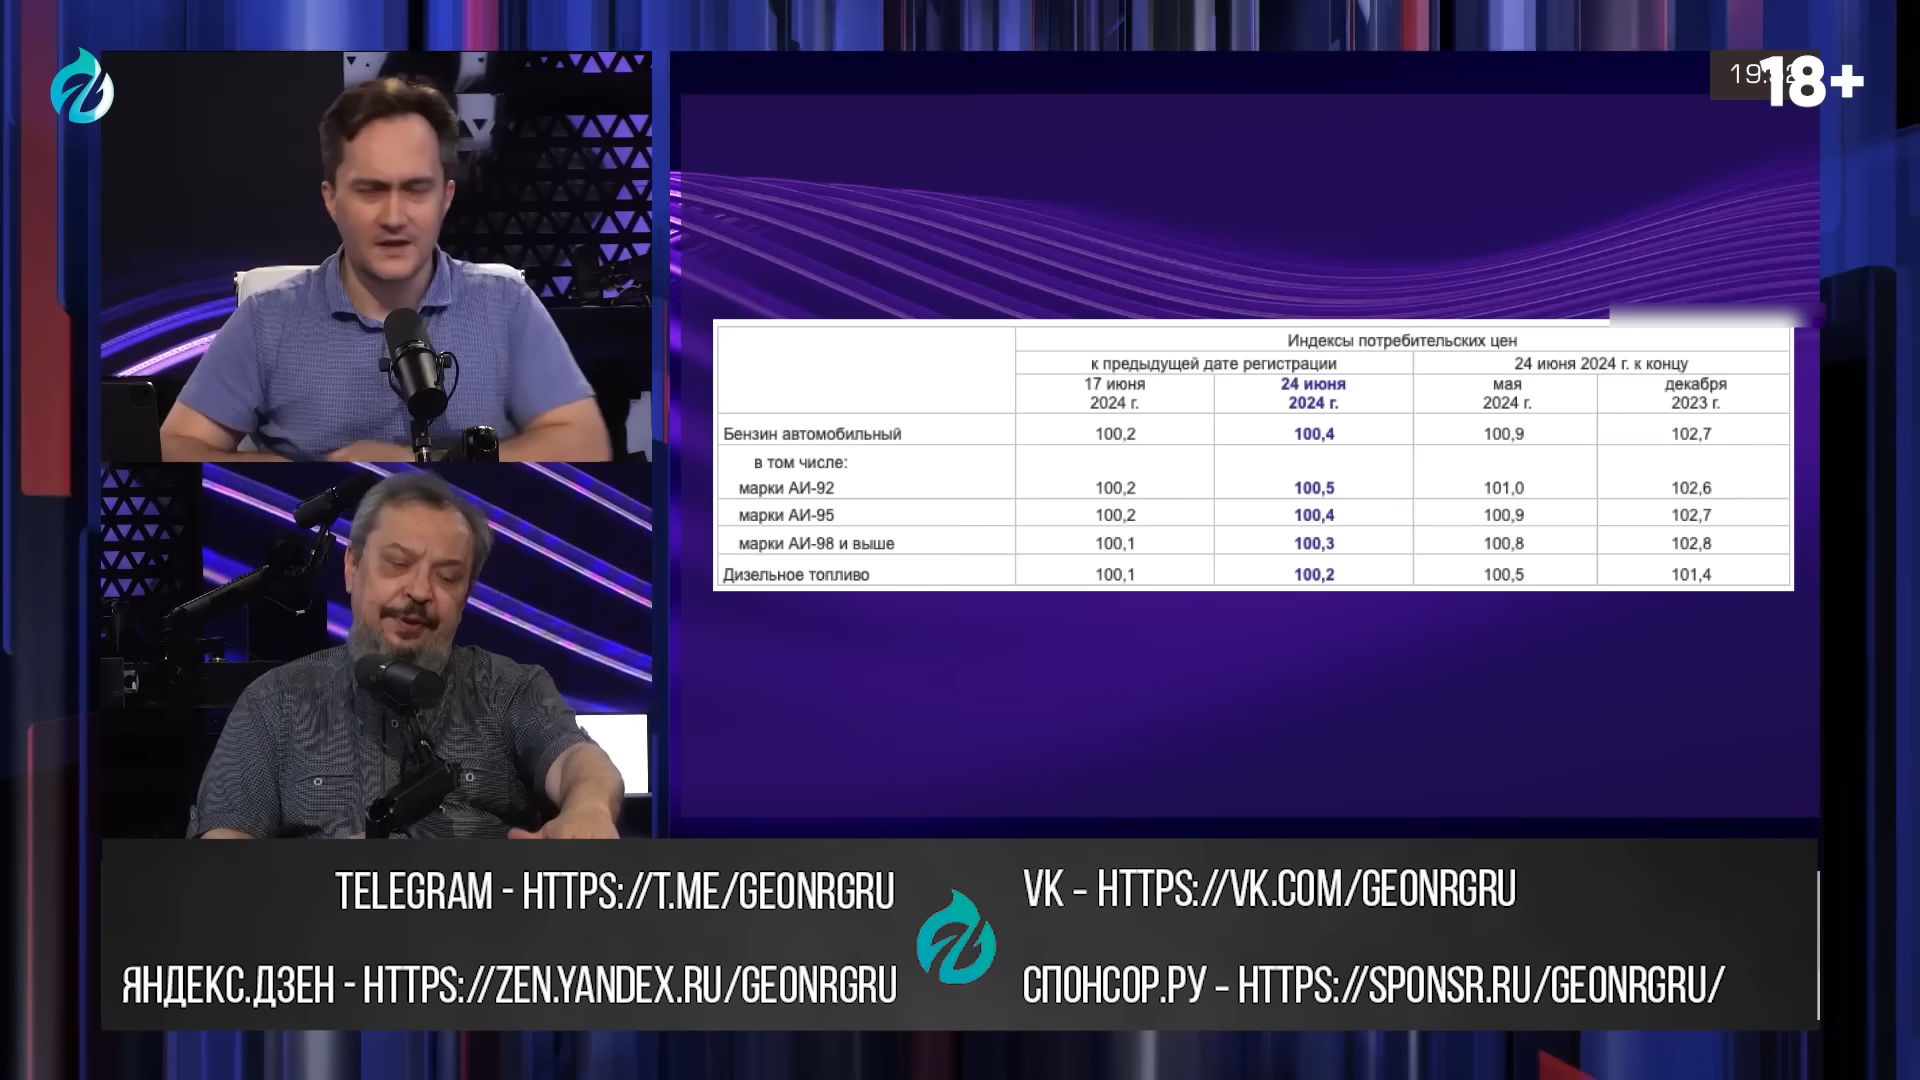 18+
Индексы потребительских цен
к предыдущей дате регистрации
24 июня 2024 г. к концу
17 июня
2024 г.
24 июня
2024 г.
мая
2024 г.
декабря
2023 г.
Бензин автомобильный 100,2 100,4 100,9 102,7
в том числе:
марки АИ-92 100,2 100,5 101,0 102,6
марки АИ-95 100,2 100,4 100,9 102,7
марки АИ-98 и выше 100,1 100,3 100,8 102,8
Дизельное топливо 100,1 100,2 100,5 101,4
TELEGRAM - HTTPS://T.ME/GEONRGRU
VK – HTTPS://VK.COM/GEONRGRU
ЯНДЕКС.ДЗЕН - HTTPS://ZEN.YANDEX.RU/GEONRGRU
СПОНСОР.РУ – HTTPS://SPONSR.RU/GEONRGRU/